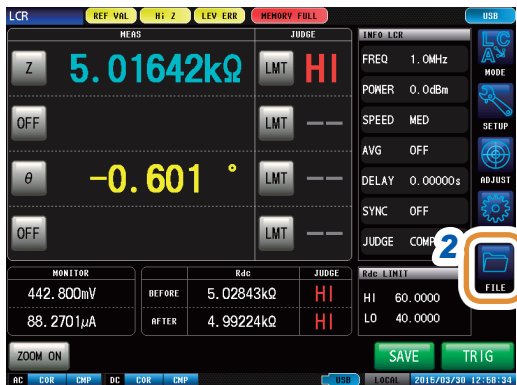 LCR REF VAL Hi Z LEV ERR MEMORY FULL USB
MEAS JUDGE INFO LCR
Z 5.01642kΩ LMT HI
FREQ 1.0MHz
MODE
POWER 0.0dBm
OFF LMT --
SPEED MED
SETUP
AVG OFF
θ -0.601 ° LMT --
DELAY 0.00000s
ADJUST
SYNC OFF
OFF LMT --
JUDGE COMP
2
FILE
MONITOR Rdc JUDGE Rdc LIMIT
442.800mV BEFORE 5.02843kΩ HI
HI 60.0000
88.2701μA AFTER 4.99224kΩ HI
LO 40.0000
ZOOM ON SAVE TRIG
AC COR CMP DC COR CMP USB LOCAL 2015/03/30 12:58:34